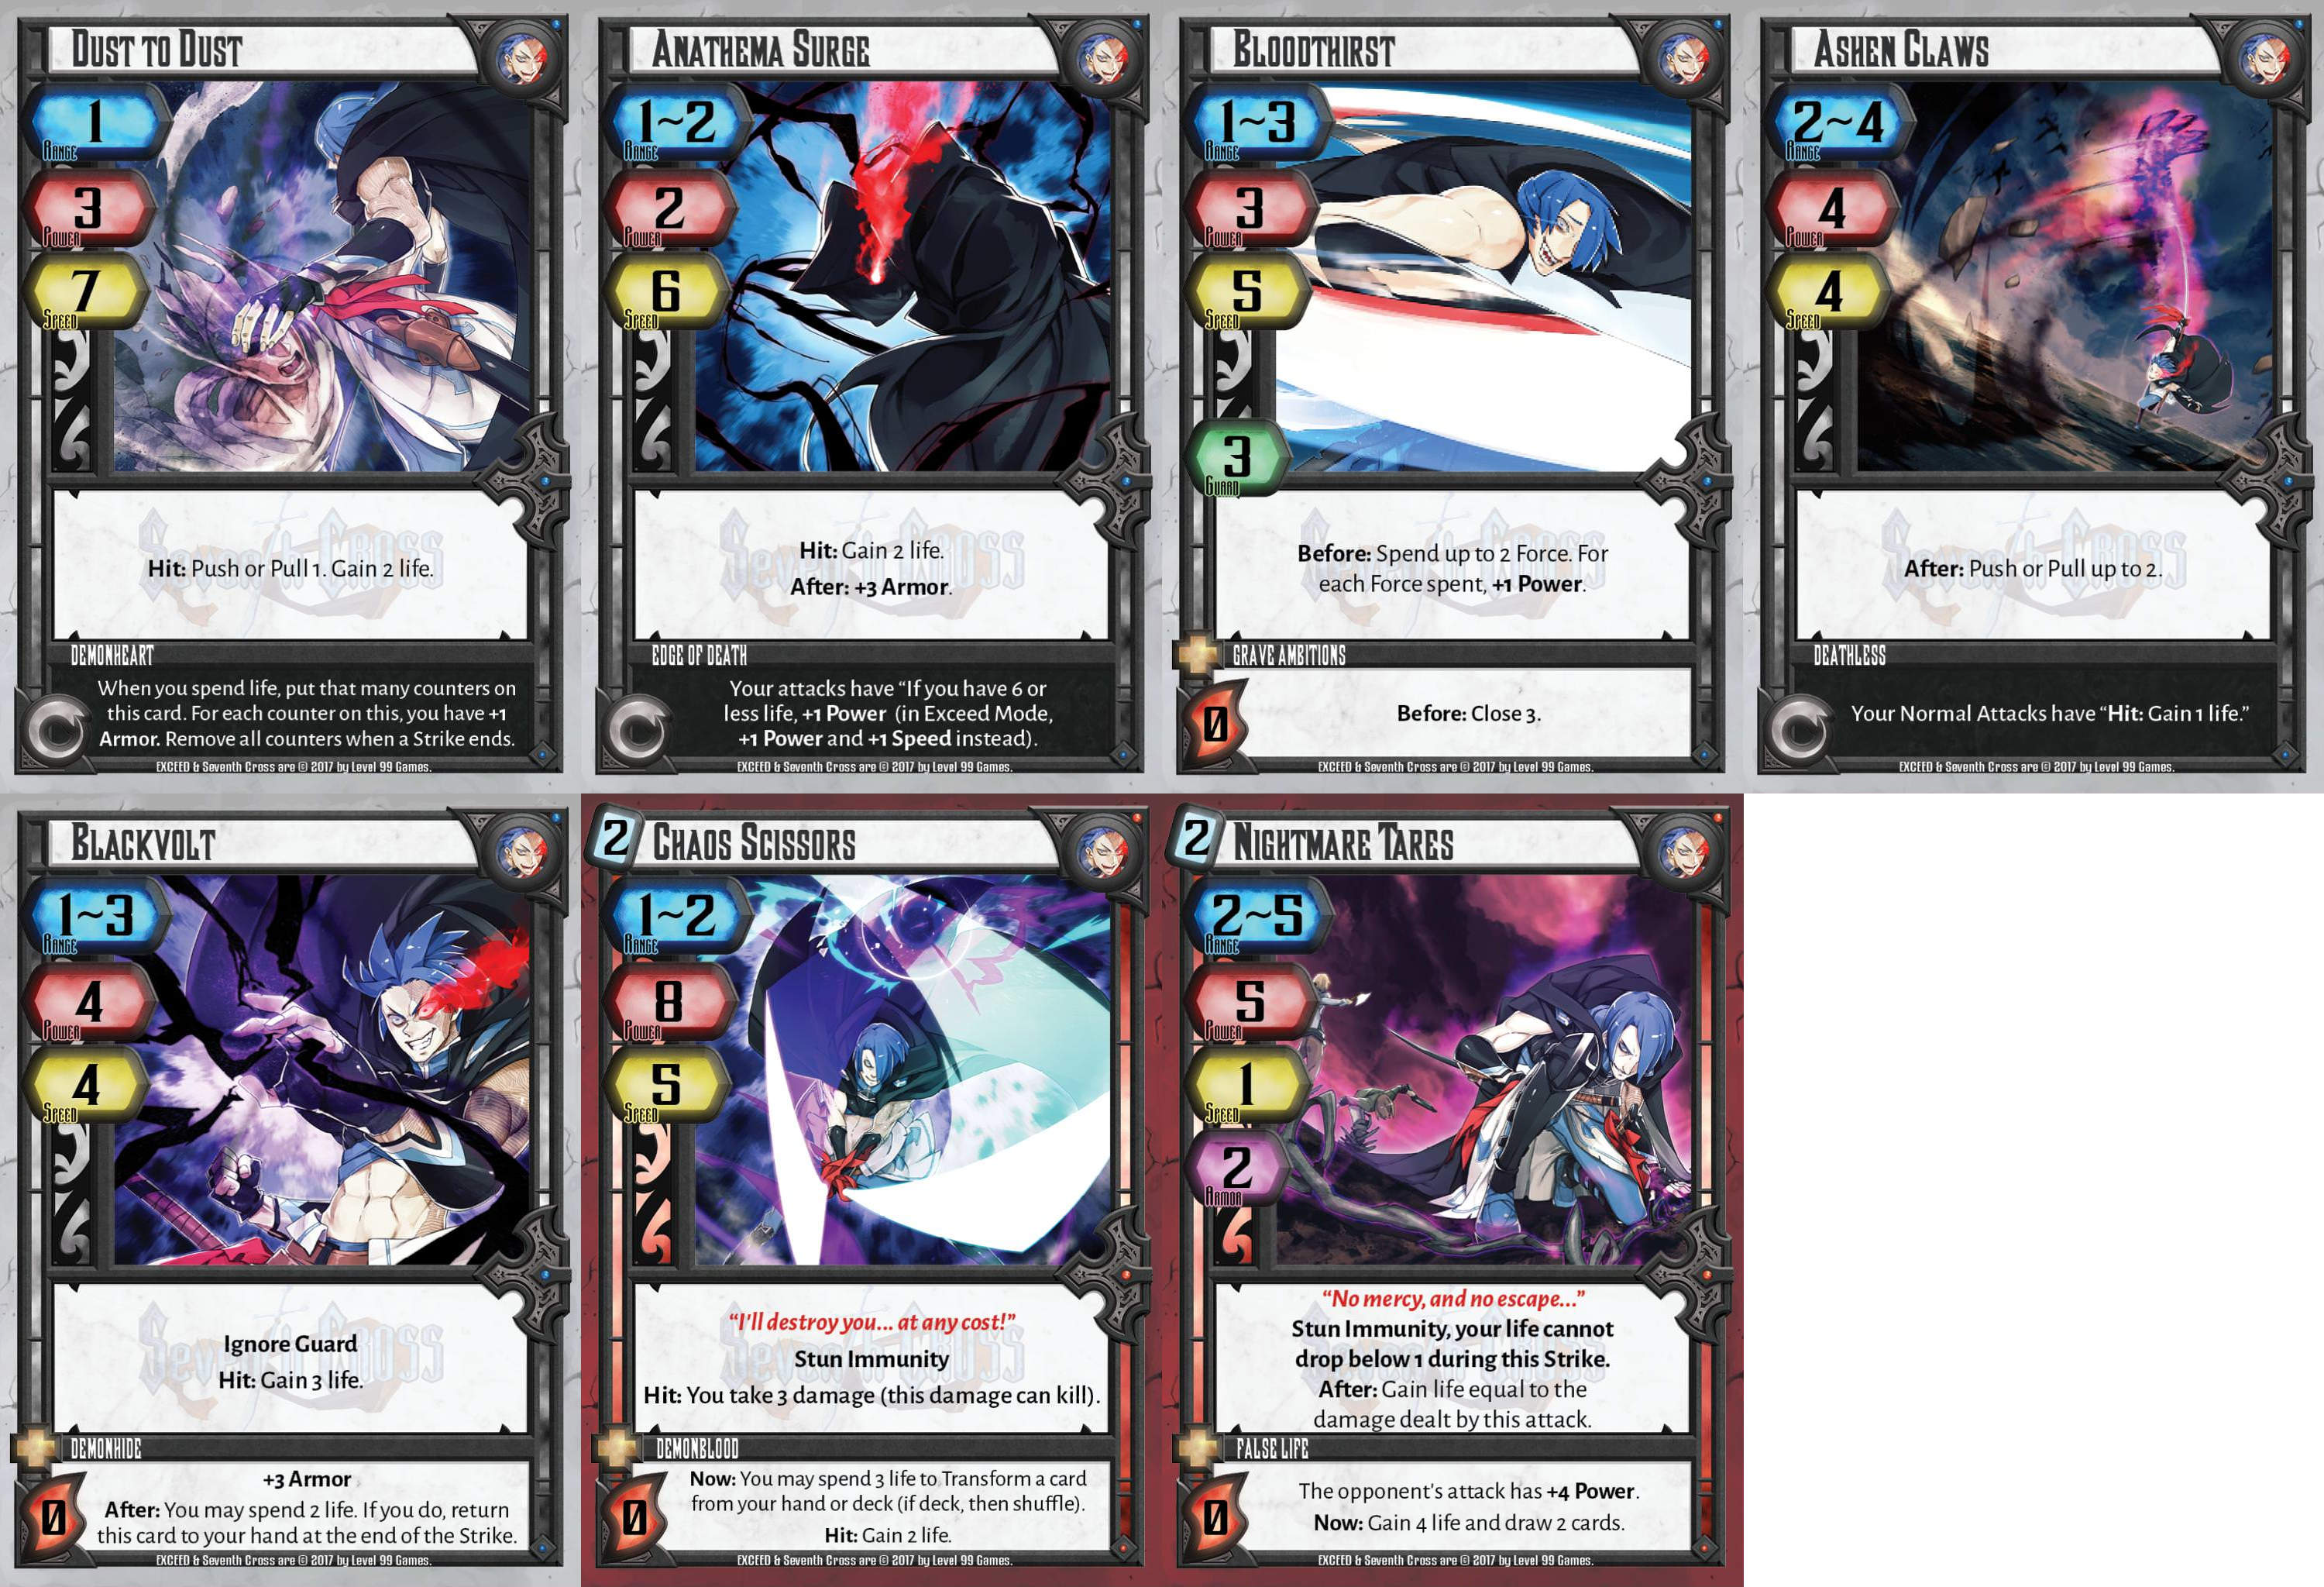 DUST TO DUST
1
RANGE
3
POWER
7
SPEED
Seventh Cross
Hit: Push or Pull 1. Gain 2 life.
DEMONHEART
When you spend life, put that many counters on
this card. For each counter on this, you have +1
Armor. Remove all counters when a Strike ends.
EXCEED & Seventh Cross are © 2017 by Level 99 Games.
ANATHEMA SURGE
1~2
RANGE
2
POWER
6
SPEED
Seventh Cross
Hit: Gain 2 life.
After: +3 Armor.
EDGE OF DEATH
Your attacks have “If you have 6 or
less life, +1 Power (in Exceed Mode,
+1 Power and +1 Speed instead).
EXCEED & Seventh Cross are © 2017 by Level 99 Games.
BLOODTHIRST
1~3
RANGE
3
POWER
5
SPEED
3
GUARD
Seventh Cross
Before: Spend up to 2 Force. For
each Force spent, +1 Power.
GRAVE AMBITIONS
0
Before: Close 3.
EXCEED & Seventh Cross are © 2017 by Level 99 Games.
ASHEN CLAWS
2~4
RANGE
4
POWER
4
SPEED
Seventh Cross
After: Push or Pull up to 2.
DEATHLESS
Your Normal Attacks have “Hit: Gain 1 life.”
EXCEED & Seventh Cross are © 2017 by Level 99 Games.
BLACKVOLT
1~3
RANGE
4
POWER
4
SPEED
Seventh Cross
Ignore Guard
Hit: Gain 3 life.
DEMONHIDE
0
+3 Armor
After: You may spend 2 life. If you do, return
this card to your hand at the end of the Strike.
EXCEED & Seventh Cross are © 2017 by Level 99 Games.
2
CHAOS SCISSORS
1~2
RANGE
8
POWER
5
SPEED
Seventh Cross
“I’ll destroy you... at any cost!”
Stun Immunity
Hit: You take 3 damage (this damage can kill).
DEMONBLOOD
0
Now: You may spend 3 life to Transform a card
from your hand or deck (if deck, then shuffle).
Hit: Gain 2 life.
EXCEED & Seventh Cross are © 2017 by Level 99 Games.
2
NIGHTMARE TARES
2~5
RANGE
5
POWER
1
SPEED
2
ARMOR
Seventh Cross
“No mercy, and no escape...”
Stun Immunity, your life cannot
drop below 1 during this Strike.
After: Gain life equal to the
damage dealt by this attack.
FALSE LIFE
0
The opponent's attack has +4 Power.
Now: Gain 4 life and draw 2 cards.
EXCEED & Seventh Cross are © 2017 by Level 99 Games.